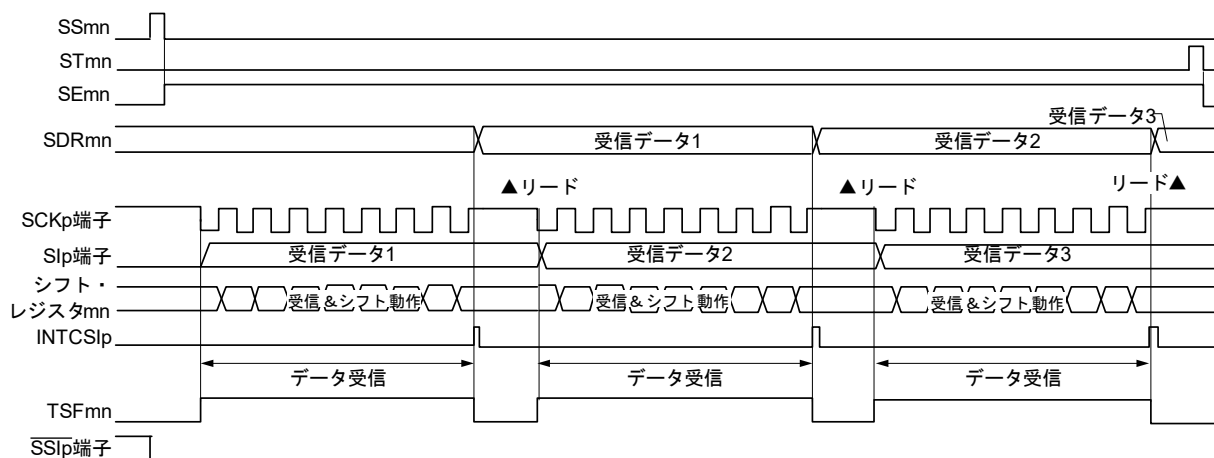 SSmn
STmn
SEmn
受信データ3
SDRmn
受信データ1
受信データ2
▲リード
▲リード
リード▲
SCKp端子
SIp端子
受信データ1
受信データ2
受信データ3
シフト・
レジスタmn
受信&シフト動作
受信&シフト動作
受信&シフト動作
INTCSIp
データ受信
データ受信
データ受信
TSFmn
SSIp端子